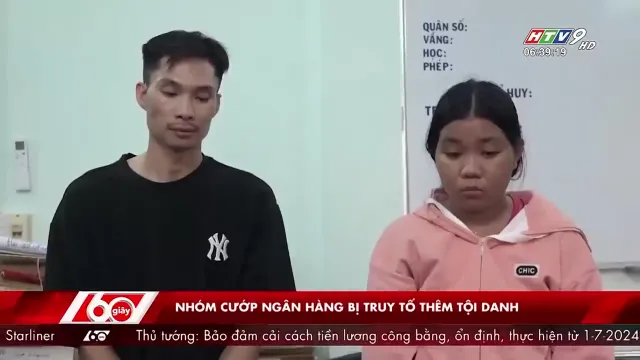 QUÂN SỐ:
VẮNG:
HỌC:
PHÉP:
HUY:
HTV9 HD
06:39:19
NY
CHIC
60 giây
NHÓM CƯỚP NGÂN HÀNG BỊ TRUY TỐ THÊM TỘI DANH
Starliner 60 Thủ tướng: Bảo đảm cải cách tiền lương công bằng, ổn định, thực hiện từ 1-7-2024